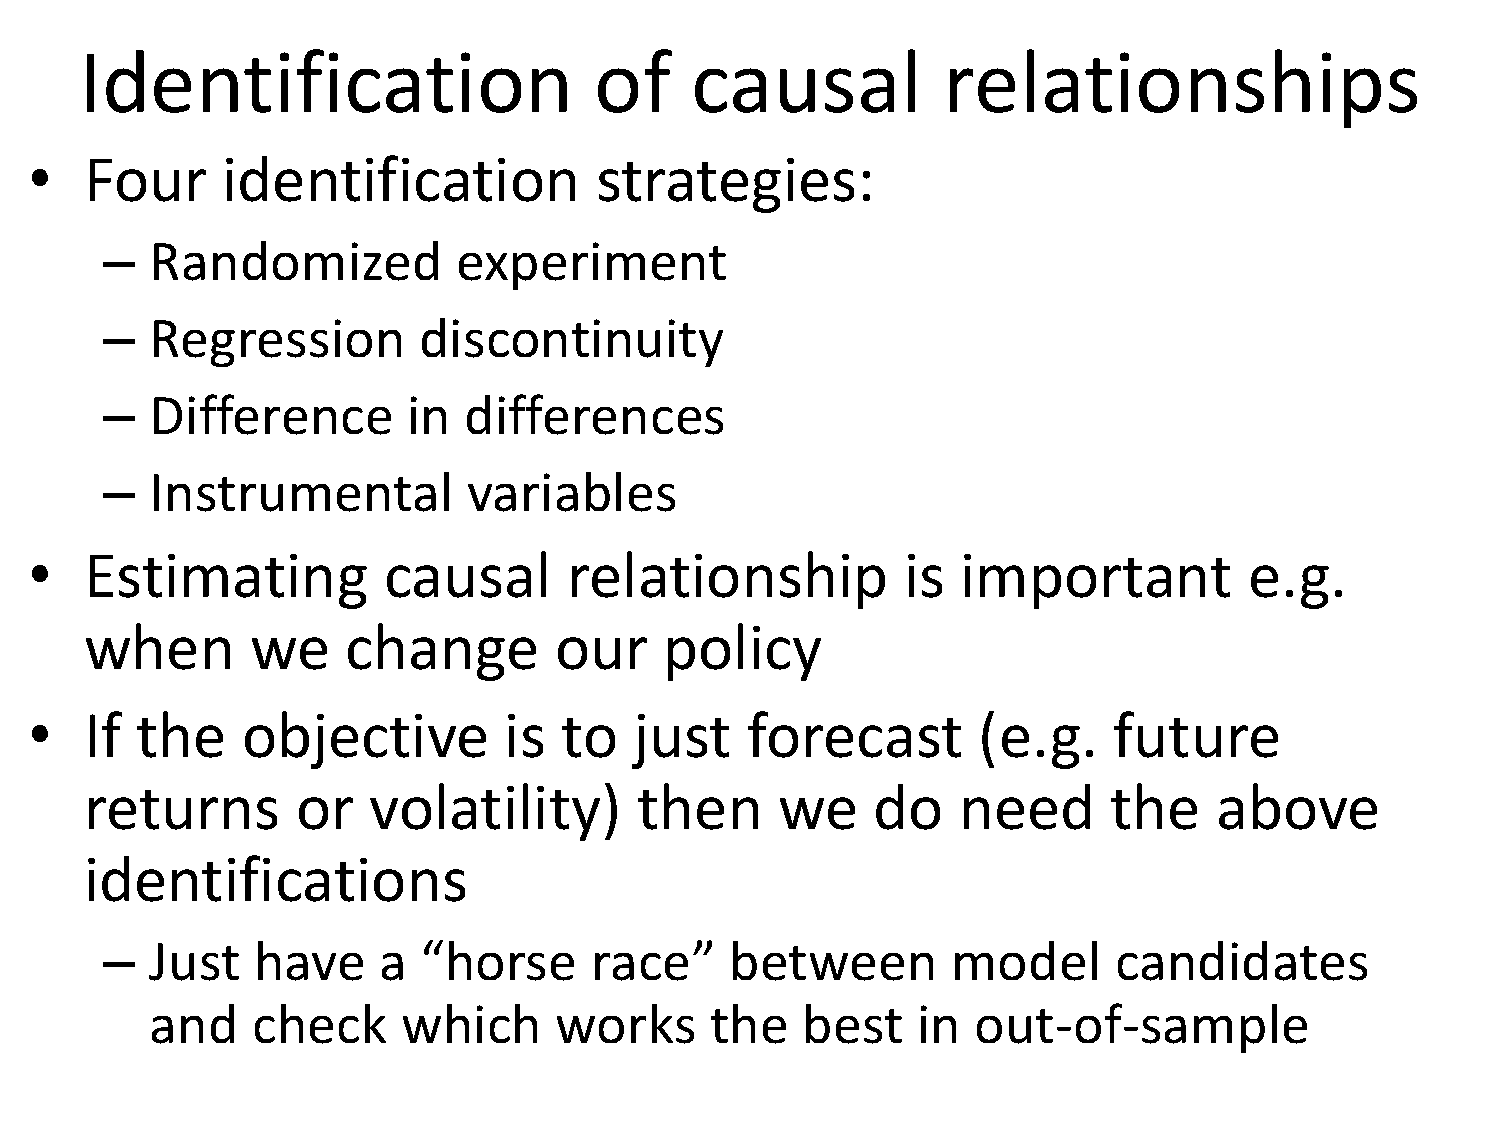 Identification of causal relationships
• Four identification strategies:
– Randomized experiment
– Regression discontinuity
– Difference in differences
– Instrumental variables
• Estimating causal relationship is important e.g.
when we change our policy
• If the objective is to just forecast (e.g. future
returns or volatility) then we do need the above
identifications
– Just have a “horse race” between model candidates
and check which works the best in out-of-sample